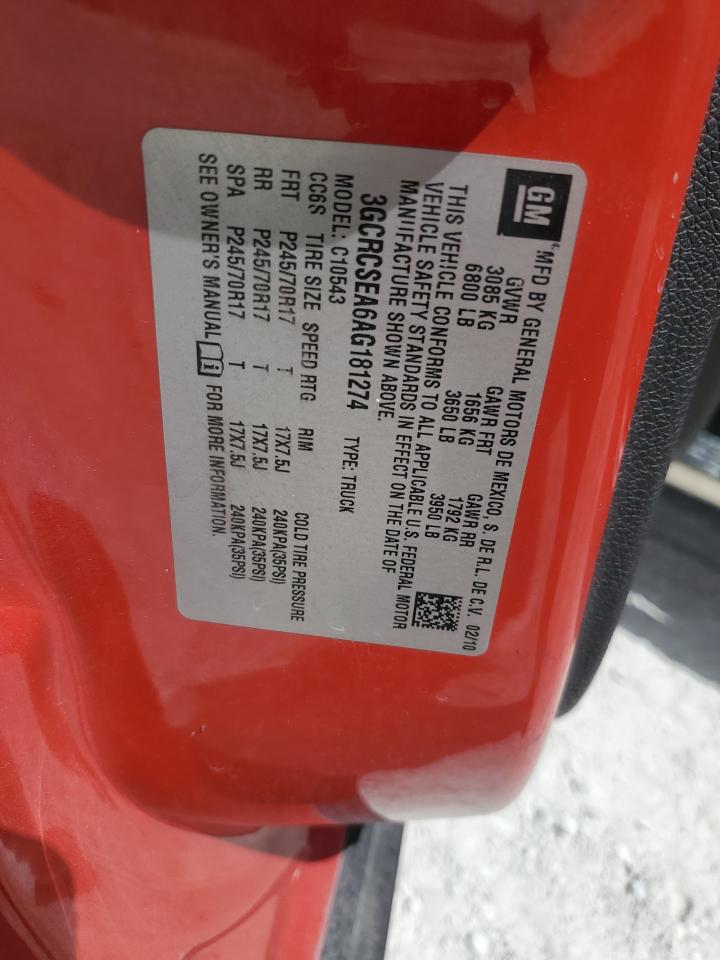 GM
MFD BY GENERAL MOTORS DE MEXICO, S. DE R.L. DE C.V. 02/10
GVWR GAWR FRT GAWR RR
3085 KG 1656 KG 1792 KG
6800 LB 3650 LB 3950 LB
THIS VEHICLE CONFORMS TO ALL APPLICABLE U.S. FEDERAL MOTOR
VEHICLE SAFETY STANDARDS IN EFFECT ON THE DATE OF
MANUFACTURE SHOWN ABOVE.
3GCRCSEA6AG181274 TYPE: TRUCK
MODEL: C10543
CC6S TIRE SIZE SPEED RTG RIM COLD TIRE PRESSURE
FRT P245/70R17 T 17X7.5J 240KPA(35PSI)
RR P245/70R17 T 17X7.5J 240KPA(35PSI)
SPA P245/70R17 T 17X7.5J 240KPA(35PSI)
SEE OWNER'S MANUAL FOR MORE INFORMATION.